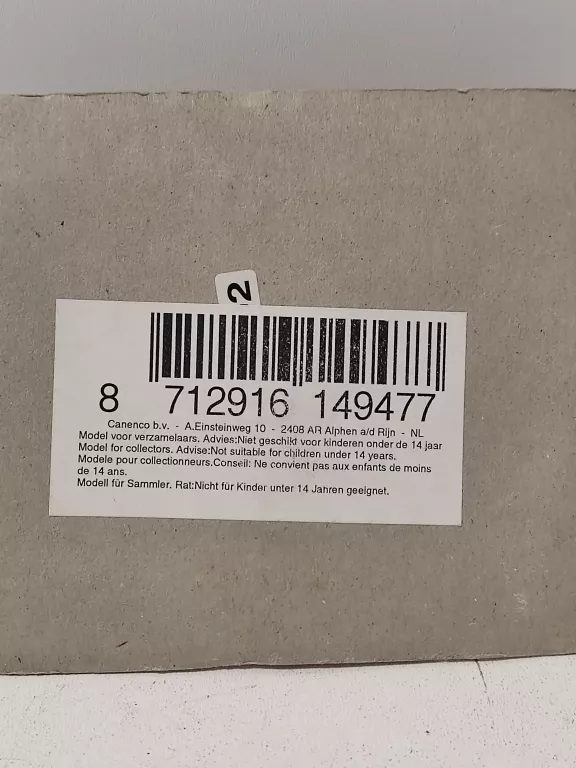 2
8 712916 149477
Canenco b.v. - A.Einsteinweg 10 - 2408 AR Alphen a/d Rijn - NL
Model voor verzamelaars. Advies:Niet geschikt voor kinderen onder de 14 jaar
Model for collectors. Advise:Not suitable for children under 14 years.
Modele pour collectionneurs.Conseil: Ne convient pas aux enfants de moins
de 14 ans.
Modell für Sammler. Rat:Nicht für Kinder unter 14 Jahren geeignet.